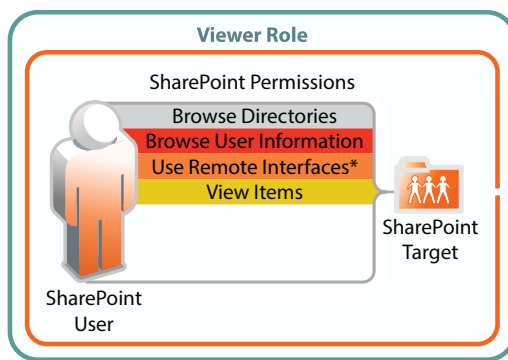 Viewer Role
SharePoint Permissions
Browse Directories
Browse User Information
Use Remote Interfaces*
View Items
SharePoint
Target
SharePoint
User